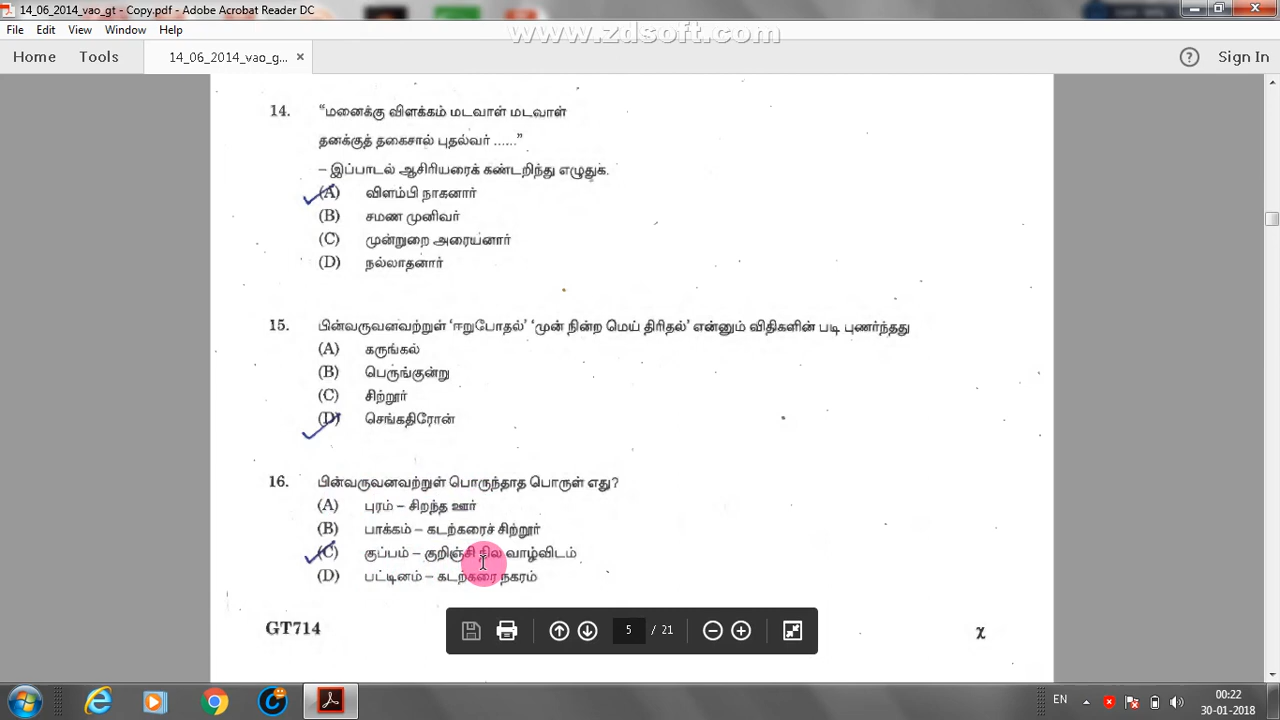 14_06_2014_vao_gt - Copy.pdf - Adobe Acrobat Reader DC
File Edit View Window Help
www.zdsoft.com
Home Tools 14_06_2014_vao_g... × Sign In
14. “மனைக்கு விளக்கம் மடவாள் மடவாள்
தனக்குத் தகைசால் புதல்வர் ......”
– இப்பாடல் ஆசிரியரைக் கண்டறிந்து எழுதுக.
(A) விளம்பி நாகனார்
(B) சமண முனிவர்
(C) முன்றுறை அரையனார்
(D) நல்லாதனார்
15. பின்வருவனவற்றுள் ‘ஈறுபோதல்’ ‘முன் நின்ற மெய் திரிதல்’ என்னும் விதிகளின் படி புணர்ந்தது
(A) கருங்கல்
(B) பெருங்குன்று
(C) சிற்றூர்
(D) செங்கதிரோன்
16. பின்வருவனவற்றுள் பொருந்தாத பொருள் எது?
(A) புரம் – சிறந்த ஊர்
(B) பாக்கம் – கடற்கரைச் சிற்றூர்
(C) குப்பம் – குறிஞ்சி நில வாழ்விடம்
(D) பட்டினம் – கடற்கரை நகரம்
GT714 χ
5 / 21
EN 00:22
30-01-2018